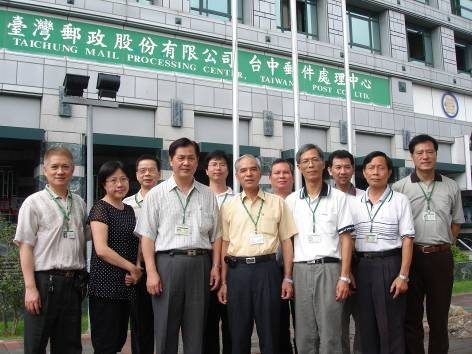 臺灣郵政股份有限公司 台中郵件處理中心
TAICHUNG MAIL PROCESSING CENTER, TAIWAN POST CO., LTD.